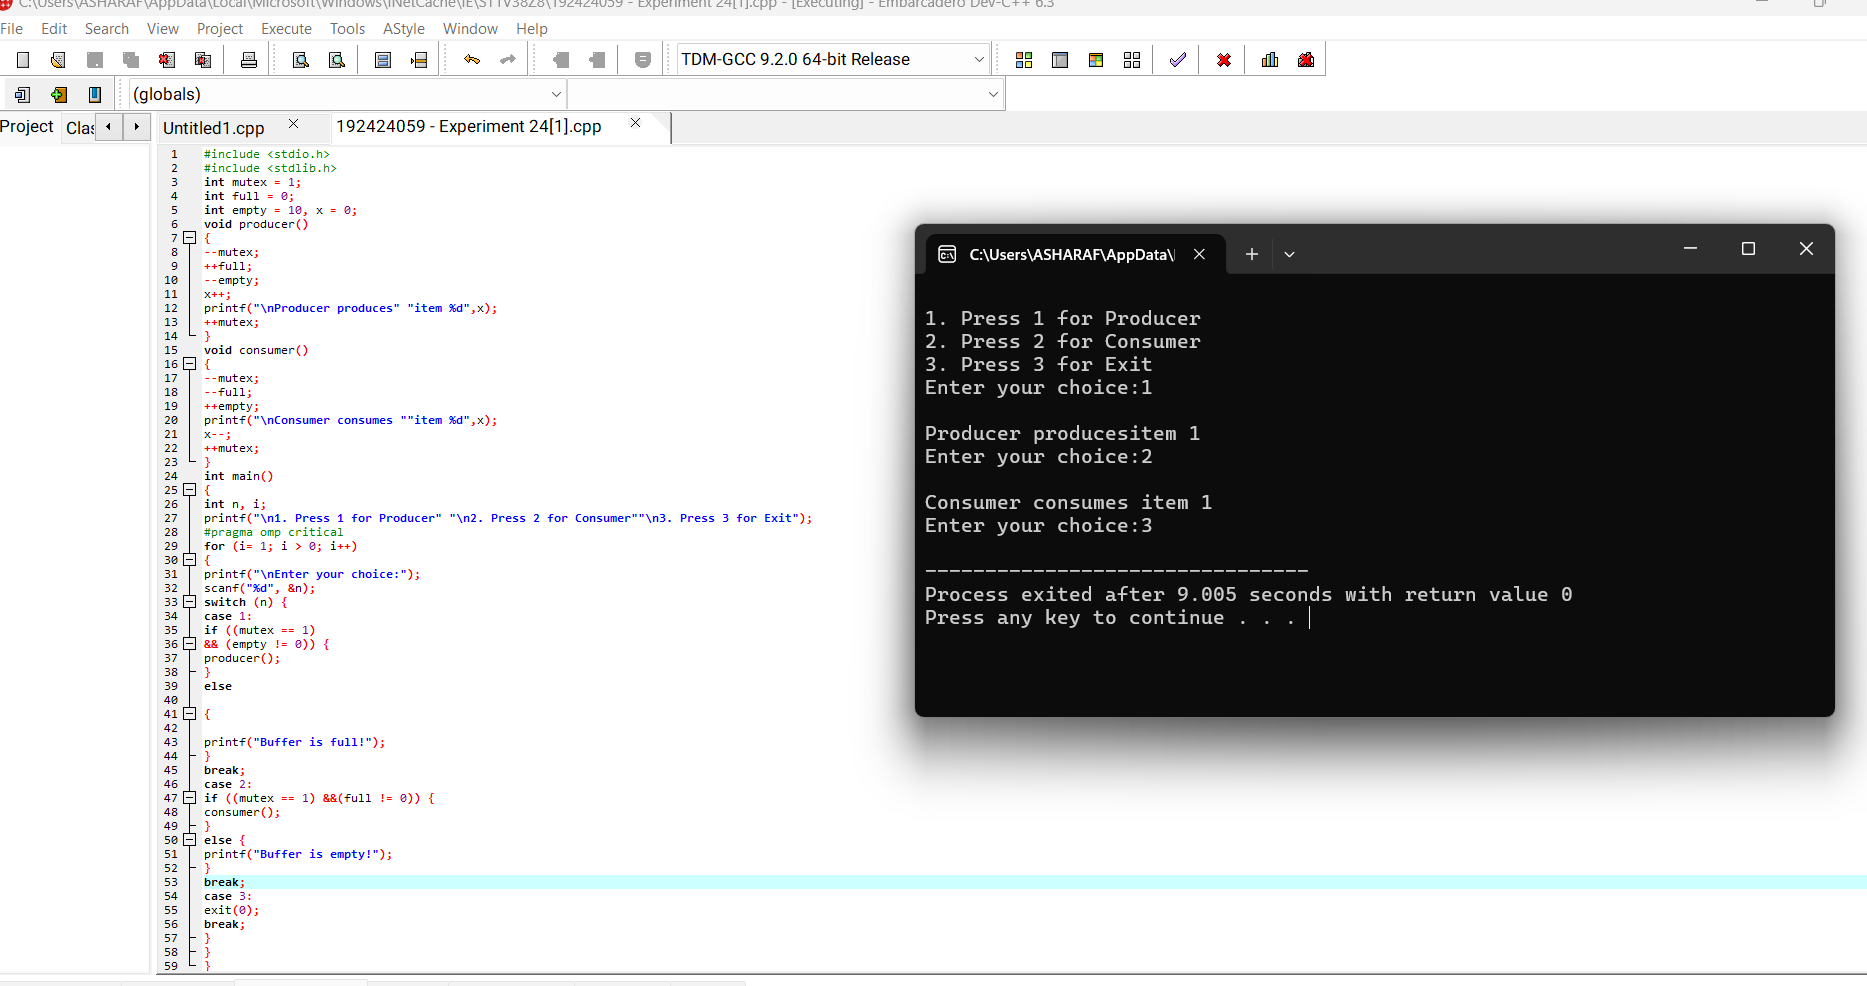 C:\Users\ASHARAF\AppData\Local\Microsoft\Windows\INetCache\IE\ST1V38Z8\192424059 - Experiment 24[1].cpp - [Executing] - Embarcadero Dev-C++ 6.3
File Edit Search View Project Execute Tools AStyle Window Help
TDM-GCC 9.2.0 64-bit Release
(globals)
Project Clas
Untitled1.cpp 192424059 - Experiment 24[1].cpp
1 #include <stdio.h>
2 #include <stdlib.h>
3 int mutex = 1;
4 int full = 0;
5 int empty = 10, x = 0;
6 void producer()
7 {
8 --mutex;
9 ++full;
10 --empty;
11 x++;
12 printf("\nProducer produces" "item %d",x);
13 ++mutex;
14 }
15 void consumer()
16 {
17 --mutex;
18 --full;
19 ++empty;
20 printf("\nConsumer consumes ""item %d",x);
21 x--;
22 ++mutex;
23 }
24 int main()
25 {
26 int n, i;
27 printf("\n1. Press 1 for Producer" "\n2. Press 2 for Consumer""\n3. Press 3 for Exit");
28 #pragma omp critical
29 for (i= 1; i > 0; i++)
30 {
31 printf("\nEnter your choice:");
32 scanf("%d", &n);
33 switch (n) {
34 case 1:
35 if ((mutex == 1)
36 && (empty != 0)) {
37 producer();
38 }
39 else
40
41 {
42
43 printf("Buffer is full!");
44 }
45 break;
46 case 2:
47 if ((mutex == 1) &&(full != 0)) {
48 consumer();
49 }
50 else {
51 printf("Buffer is empty!");
52 }
53 break;
54 case 3:
55 exit(0);
56 break;
57 }
58 }
59 }
C:\Users\ASHARAF\AppData\
1. Press 1 for Producer
2. Press 2 for Consumer
3. Press 3 for Exit
Enter your choice:1
Producer producesitem 1
Enter your choice:2
Consumer consumes item 1
Enter your choice:3
--------------------------------
Process exited after 9.005 seconds with return value 0
Press any key to continue . . .